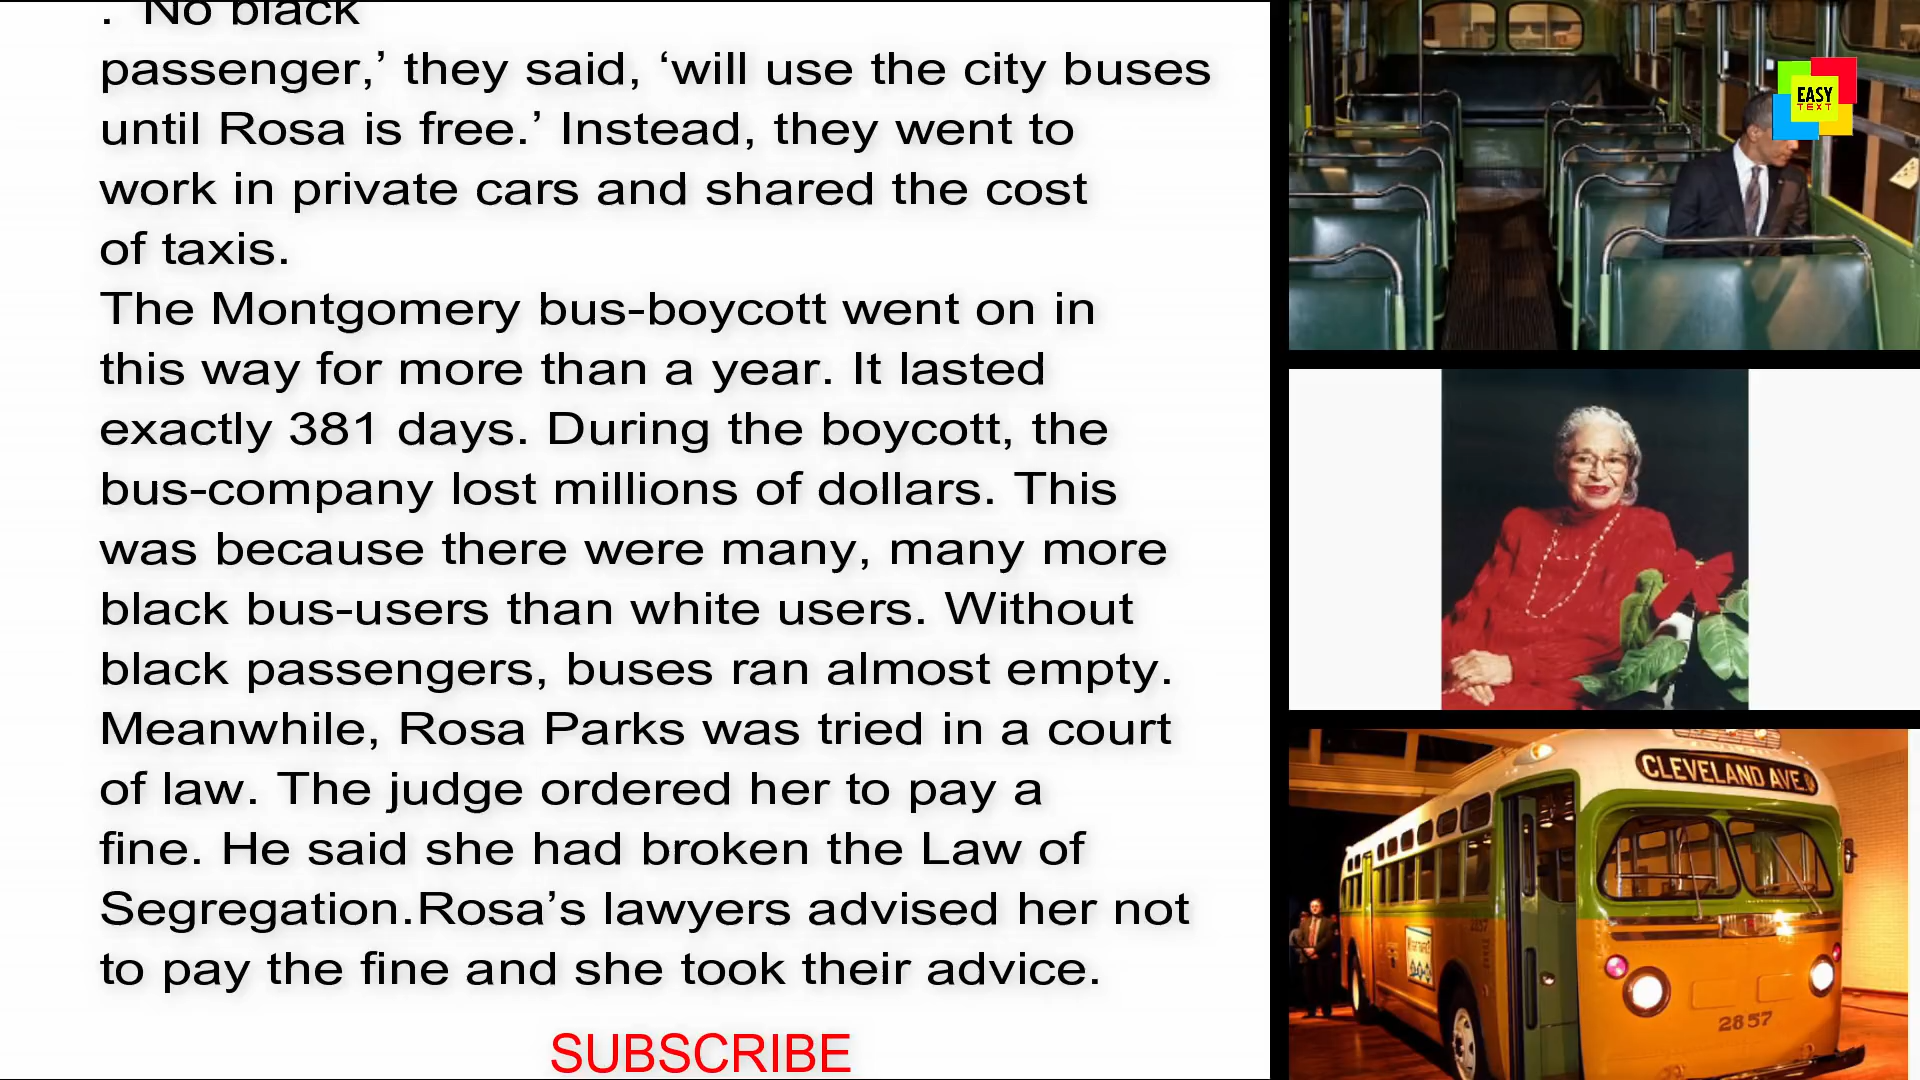 . ‘No black
passenger,’ they said, ‘will use the city buses
until Rosa is free.’ Instead, they went to
work in private cars and shared the cost
of taxis.
The Montgomery bus-boycott went on in
this way for more than a year. It lasted
exactly 381 days. During the boycott, the
bus-company lost millions of dollars. This
was because there were many, many more
black bus-users than white users. Without
black passengers, buses ran almost empty.
Meanwhile, Rosa Parks was tried in a court
of law. The judge ordered her to pay a
fine. He said she had broken the Law of
Segregation.Rosa’s lawyers advised her not
to pay the fine and she took their advice.
SUBSCRIBE
EASY
TEXT
CLEVELAND AVE.
2857